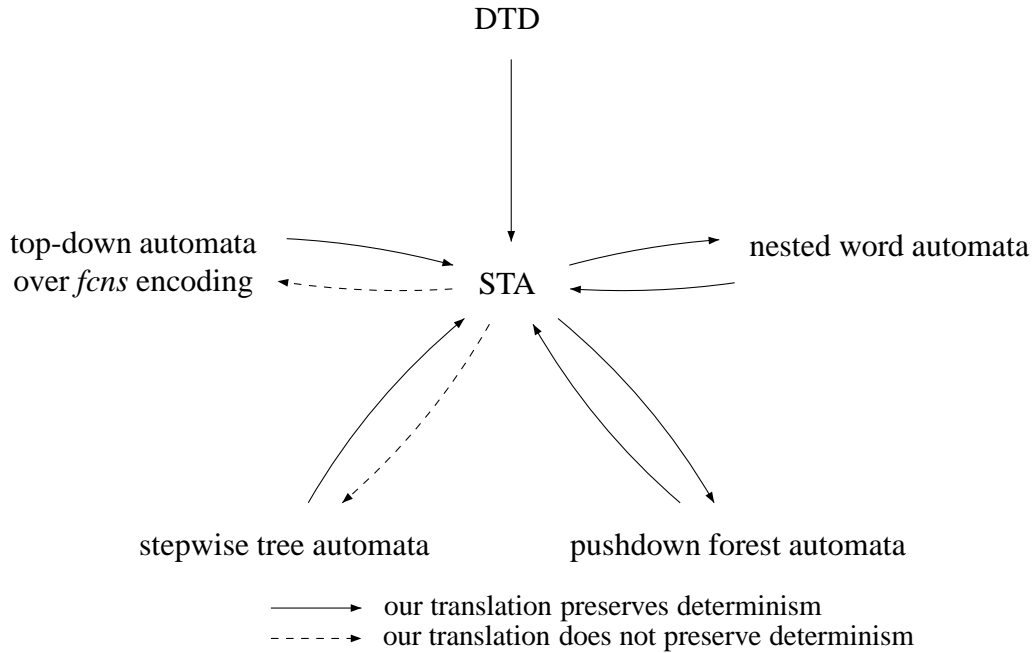 DTD
top-down automata
over fcns encoding
STA
nested word automata
stepwise tree automata
pushdown forest automata
our translation preserves determinism
our translation does not preserve determinism